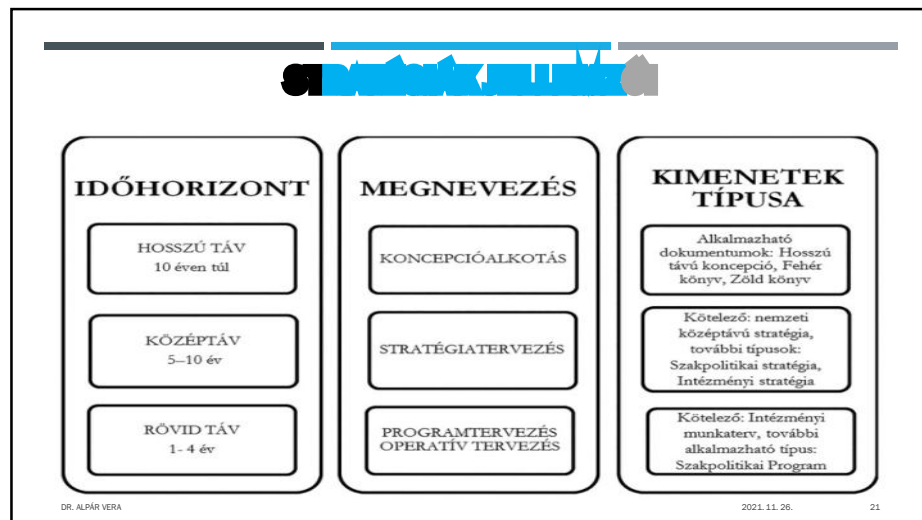 IDŐHORIZONT
HOSSZÚ TÁV
10 éven túl
KÖZÉPTÁV
5–10 év
RÖVID TÁV
1- 4 év
MEGNEVEZÉS
KONCEPCIÓALKOTÁS
STRATÉGIATERVEZÉS
PROGRAMTERVEZÉS
OPERATÍV TERVEZÉS
KIMENETEK
TÍPUSA
Alkalmazható
dokumentumok: Hosszú
távú koncepció, Fehér
könyv, Zöld könyv
Kötelező: nemzeti
középtávú stratégia,
további típusok:
Szakpolitikai stratégia,
Intézményi stratégia
Kötelező: Intézményi
munkaterv, további
alkalmazható típus:
Szakpolitikai Program
DR. ALPÁR VERA
2021. 11. 26.
21